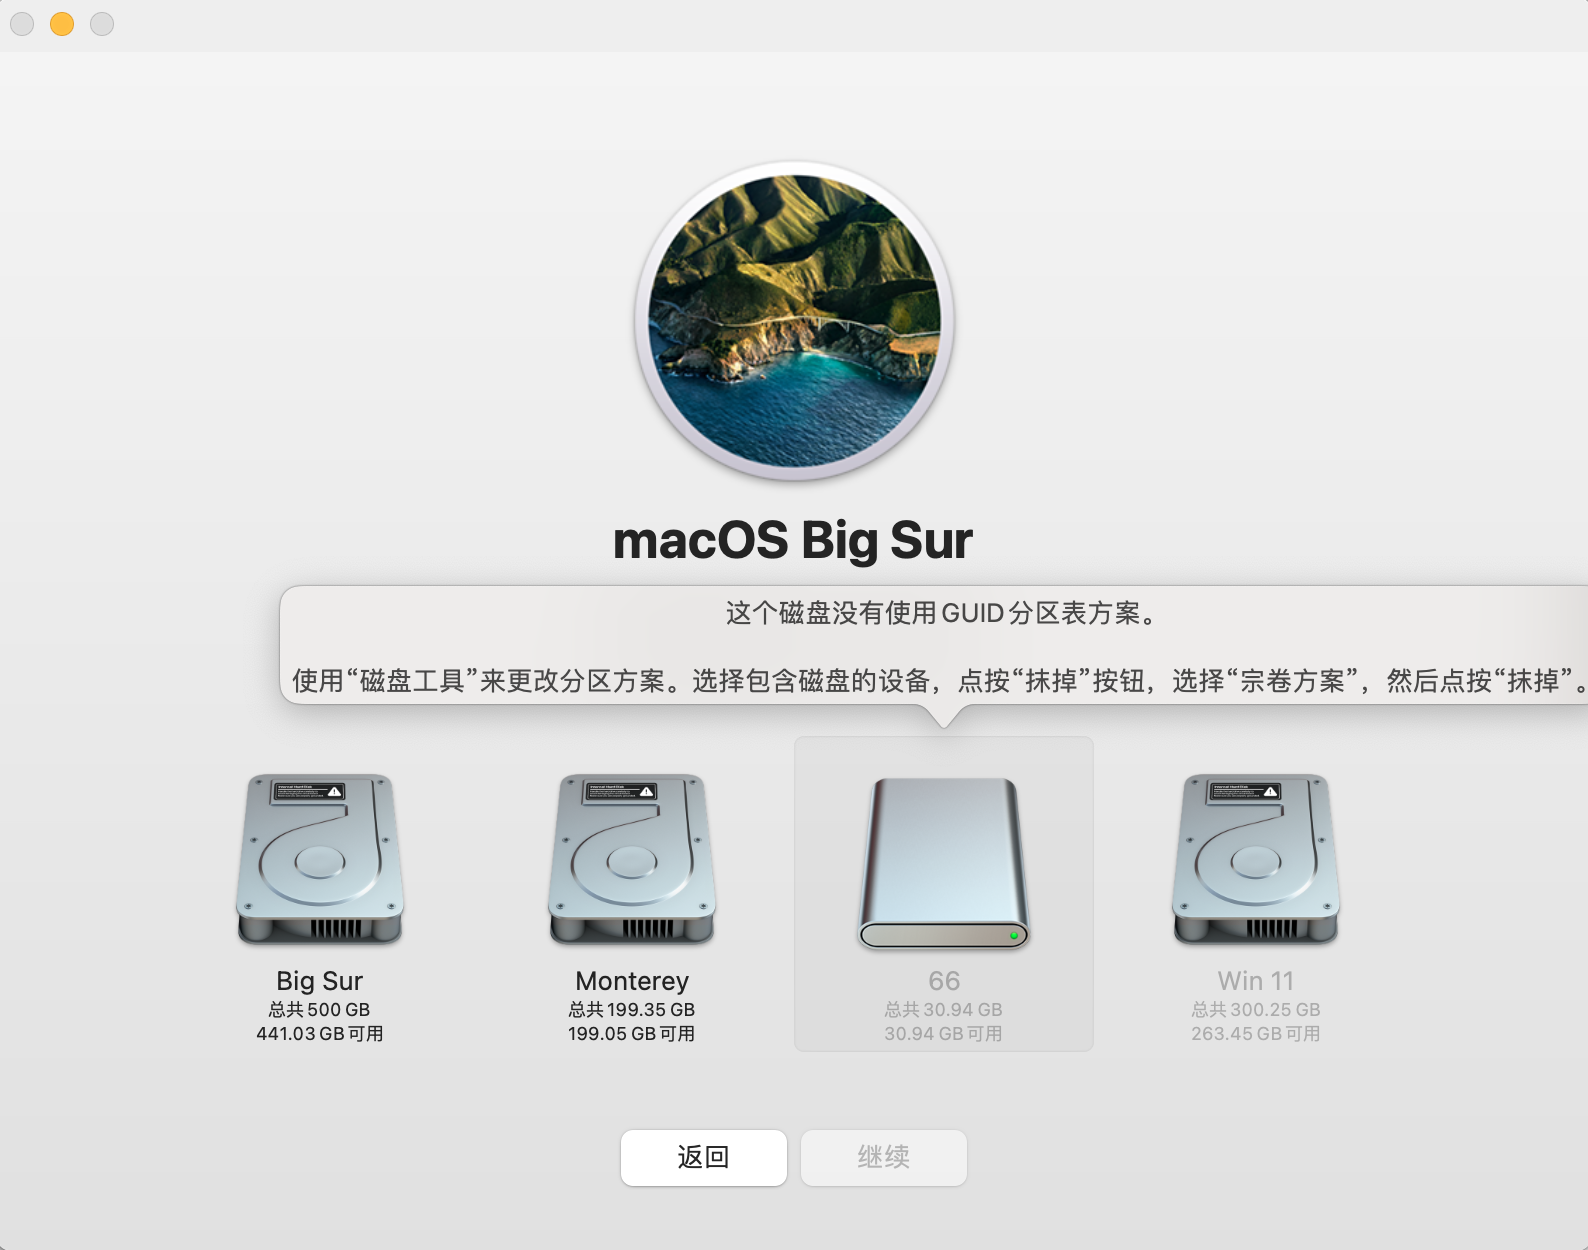 macOS Big Sur
这个磁盘没有使用GUID分区表方案。
使用“磁盘工具”来更改分区方案。选择包含磁盘的设备，点按“抹掉”按钮，选择“宗卷方案”，然后点按“抹掉”。
Big Sur
总共500 GB
441.03 GB可用
Monterey
总共199.35 GB
199.05 GB可用
66
总共30.94 GB
30.94 GB可用
Win 11
总共300.25 GB
263.45 GB可用
返回
继续